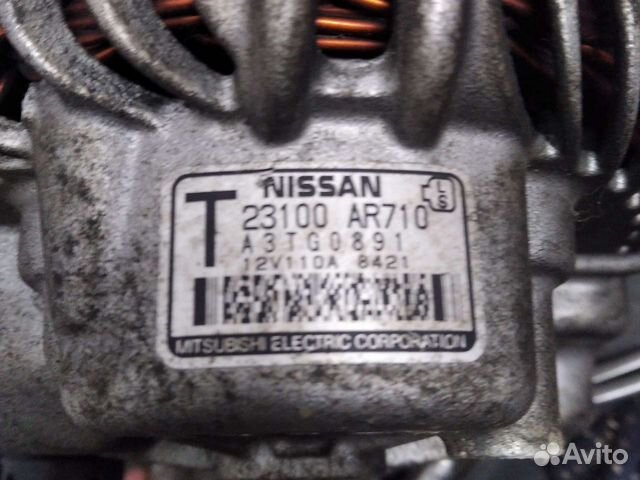 NISSAN
T
23100 AR710
L
S
A3TG0891
12V110A 8421
MITSUBISHI ELECTRIC CORPORATION
Avito